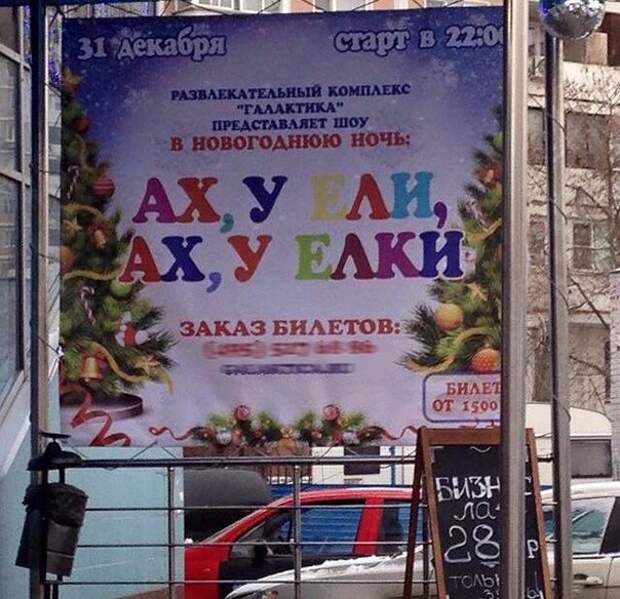 31 декабря
старт в 22:00
РАЗВЛЕКАТЕЛЬНЫЙ КОМПЛЕКС
"ГАЛАКТИКА"
ПРЕДСТАВЛЯЕТ ШОУ
В НОВОГОДНЮЮ НОЧЬ:
АХ, У ЕЛИ,
АХ, У ЕЛКИ
ЗАКАЗ БИЛЕТОВ:
БИЛЕТ
ОТ 1500
БИЗН С
ЛА
28 Р